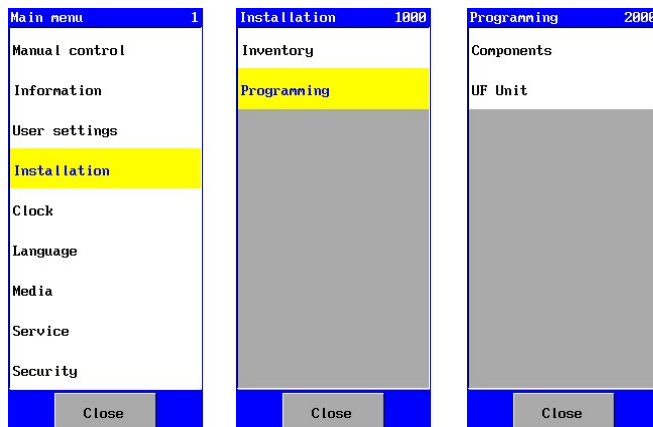 Main menu 1
Manual control
Information
User settings
Installation
Clock
Language
Media
Service
Security
Close
Installation 1000
Inventory
Programming
Close
Programming 2000
Components
UF Unit
Close